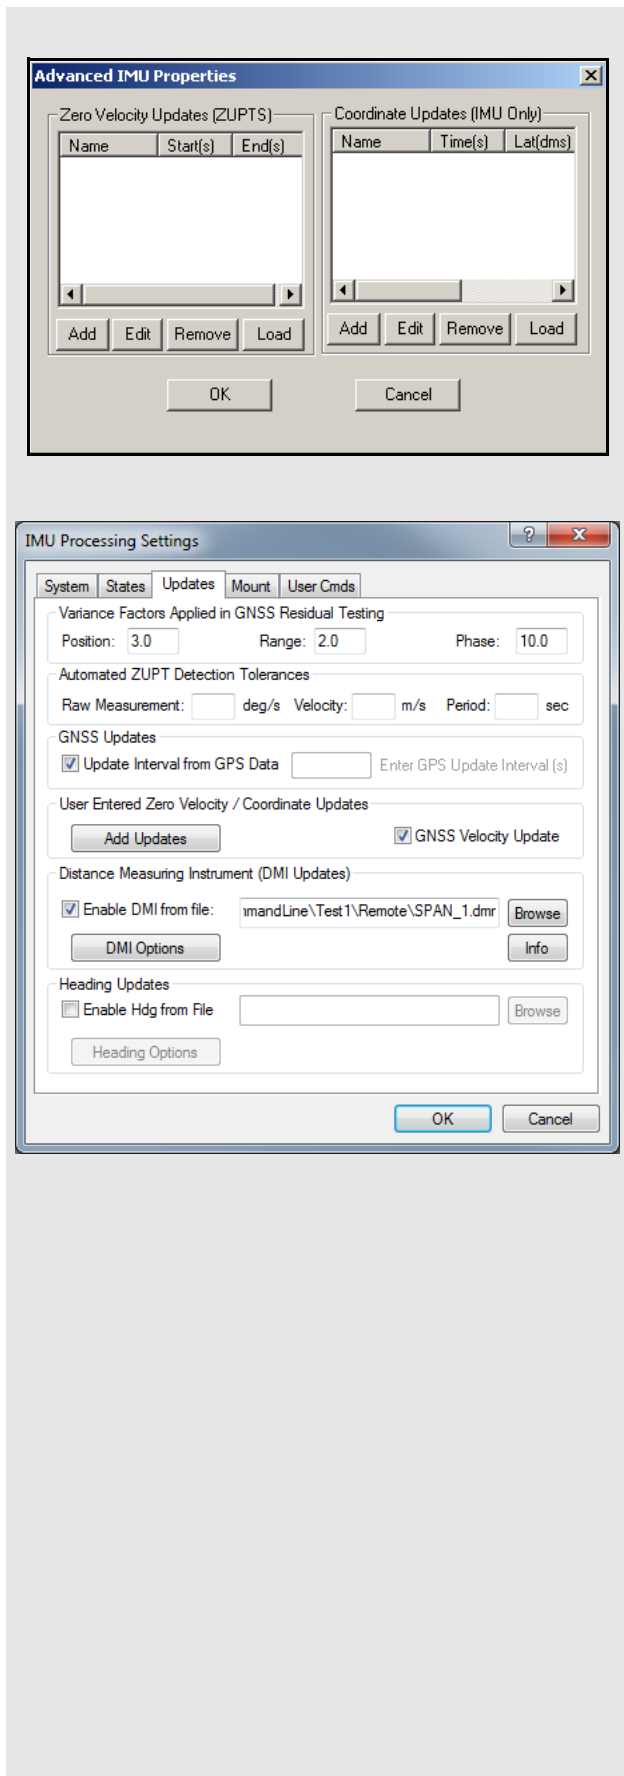 Advanced IMU Properties
Zero Velocity Updates (ZUPTS)
Name Start(s) End(s)
Add Edit Remove Load
Coordinate Updates (IMU Only)
Name Time(s) Lat(dms)
Add Edit Remove Load
OK Cancel
IMU Processing Settings
System States Updates Mount User Cmds
Variance Factors Applied in GNSS Residual Testing
Position: 3.0 Range: 2.0 Phase: 10.0
Automated ZUPT Detection Tolerances
Raw Measurement: deg/s Velocity: m/s Period: sec
GNSS Updates
Update Interval from GPS Data Enter GPS Update Interval (s)
User Entered Zero Velocity / Coordinate Updates
Add Updates GNSS Velocity Update
Distance Measuring Instrument (DMI Updates)
Enable DMI from file: mandLine\Test1\Remote\SPAN_1.dmr Browse
DMI Options Info
Heading Updates
Enable Hdg from File Browse
Heading Options
OK Cancel